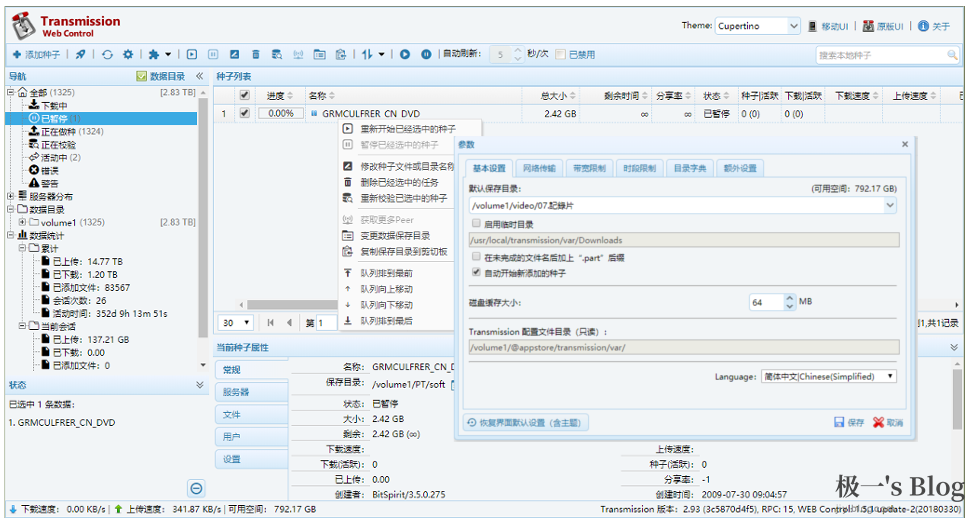 Transmission
Web Control
Theme: Cupertino 移动UI 原版UI 关于
添加种子 自动刷新: 5 秒/次 已禁用 搜索本地种子
导航 数据目录
全部 (1325) [2.83 TB]
下载中
已暂停 (1)
正在做种 (1324)
正在校验
活动中 (2)
错误
警告
服务器分布
数据目录
volume1 (1325) [2.83 TB]
数据统计
累计
已上传: 14.77 TB
已下载: 1.20 TB
已添加文件: 83567
会话次数: 26
活动时间: 352d 9h 13m 51s
当前会话
已上传: 137.21 GB
已下载: 0.00
已添加文件: 0
状态
已选中 1 条数据:
1. GRMCULFRER_CN_DVD
种子列表
进度 名称 总大小 剩余时间 分享率 状态 种子|活跃 下载|活跃 下载速度 上传速度
1 0.00% GRMCULFRER_CN_DVD 2.42 GB ∞ ∞ 已暂停 0 (0) 0 (0)
重新开始已经选中的种子
暂停已经选中的种子
修改种子文件或目录名称
删除已经选中的任务
重新校验已选中的种子
获取更多Peer
变更数据保存目录
复制保存目录到剪切板
队列排到最前
队列向上移动
队列向下移动
队列排到最后
30 第 1 共1记录
参数
基本设置 网络传输 带宽限制 时段限制 目录字典 额外设置
默认保存目录: (可用空间: 792.17 GB)
/volume1/video/07.記錄片
启用临时目录
/usr/local/transmission/var/Downloads
在未完成的文件名后加上 ".part" 后缀
自动开始新添加的种子
磁盘缓存大小: 64 MB
Transmission 配置文件目录 (只读) :
/volume1/@appstore/transmission/var/
Language: 简体中文|Chinese(Simplified)
恢复界面默认设置 (含主题) 保存 取消
当前种子属性
常规
服务器
文件
用户
设置
名称: GRMCULFRER_CN_D
保存目录: /volume1/PT/soft
状态: 已暂停
大小: 2.42 GB
剩余: 2.42 GB (∞)
下载速度: 上传速度:
下载(活跃): 0 种子(活跃): 0
已上传: 0.00 分享率: -1
创建者: BitSpirit/3.5.0.275 创建时间: 2009-07-30 09:04:57
极一's Blog
下载速度: 0.00 KB/s | 上传速度: 341.87 KB/s | 可用空间: 792.17 GB Transmission 版本: 2.93 (3c5870d4f5), RPC: 15, WEB Control: 1.5.1 update-2(20180330)